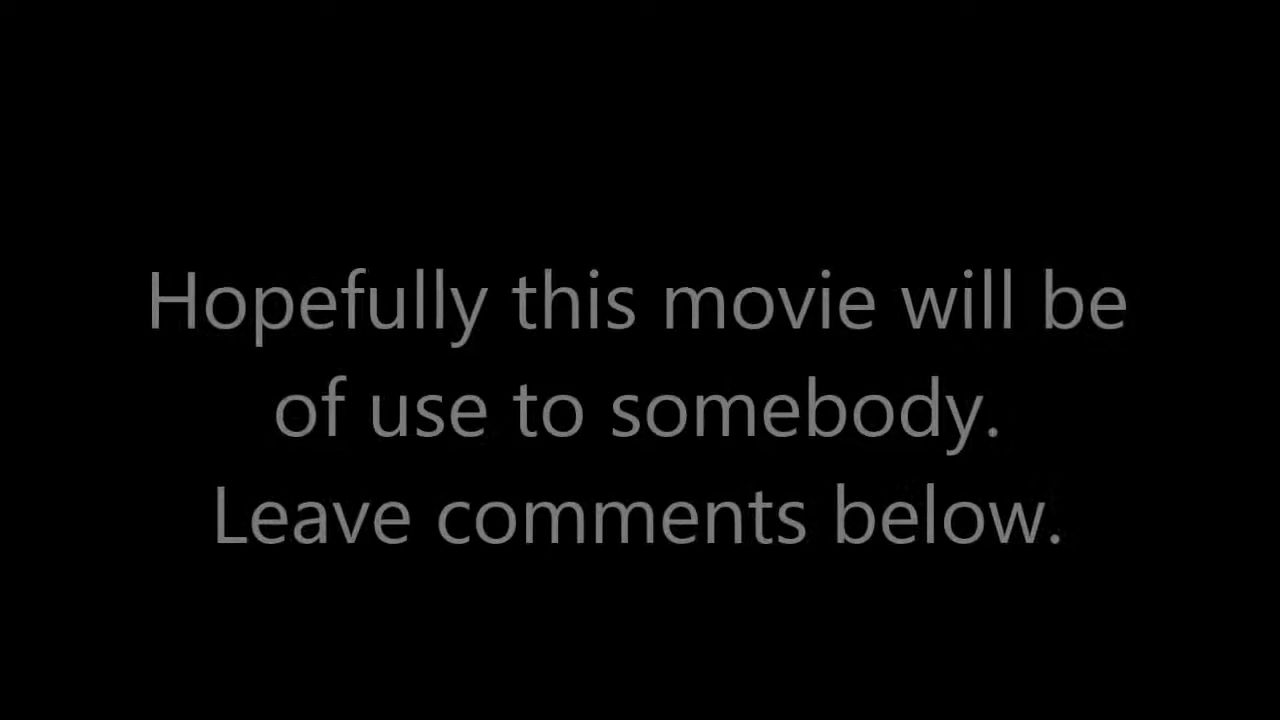 Hopefully this movie will be
of use to somebody.
Leave comments below.